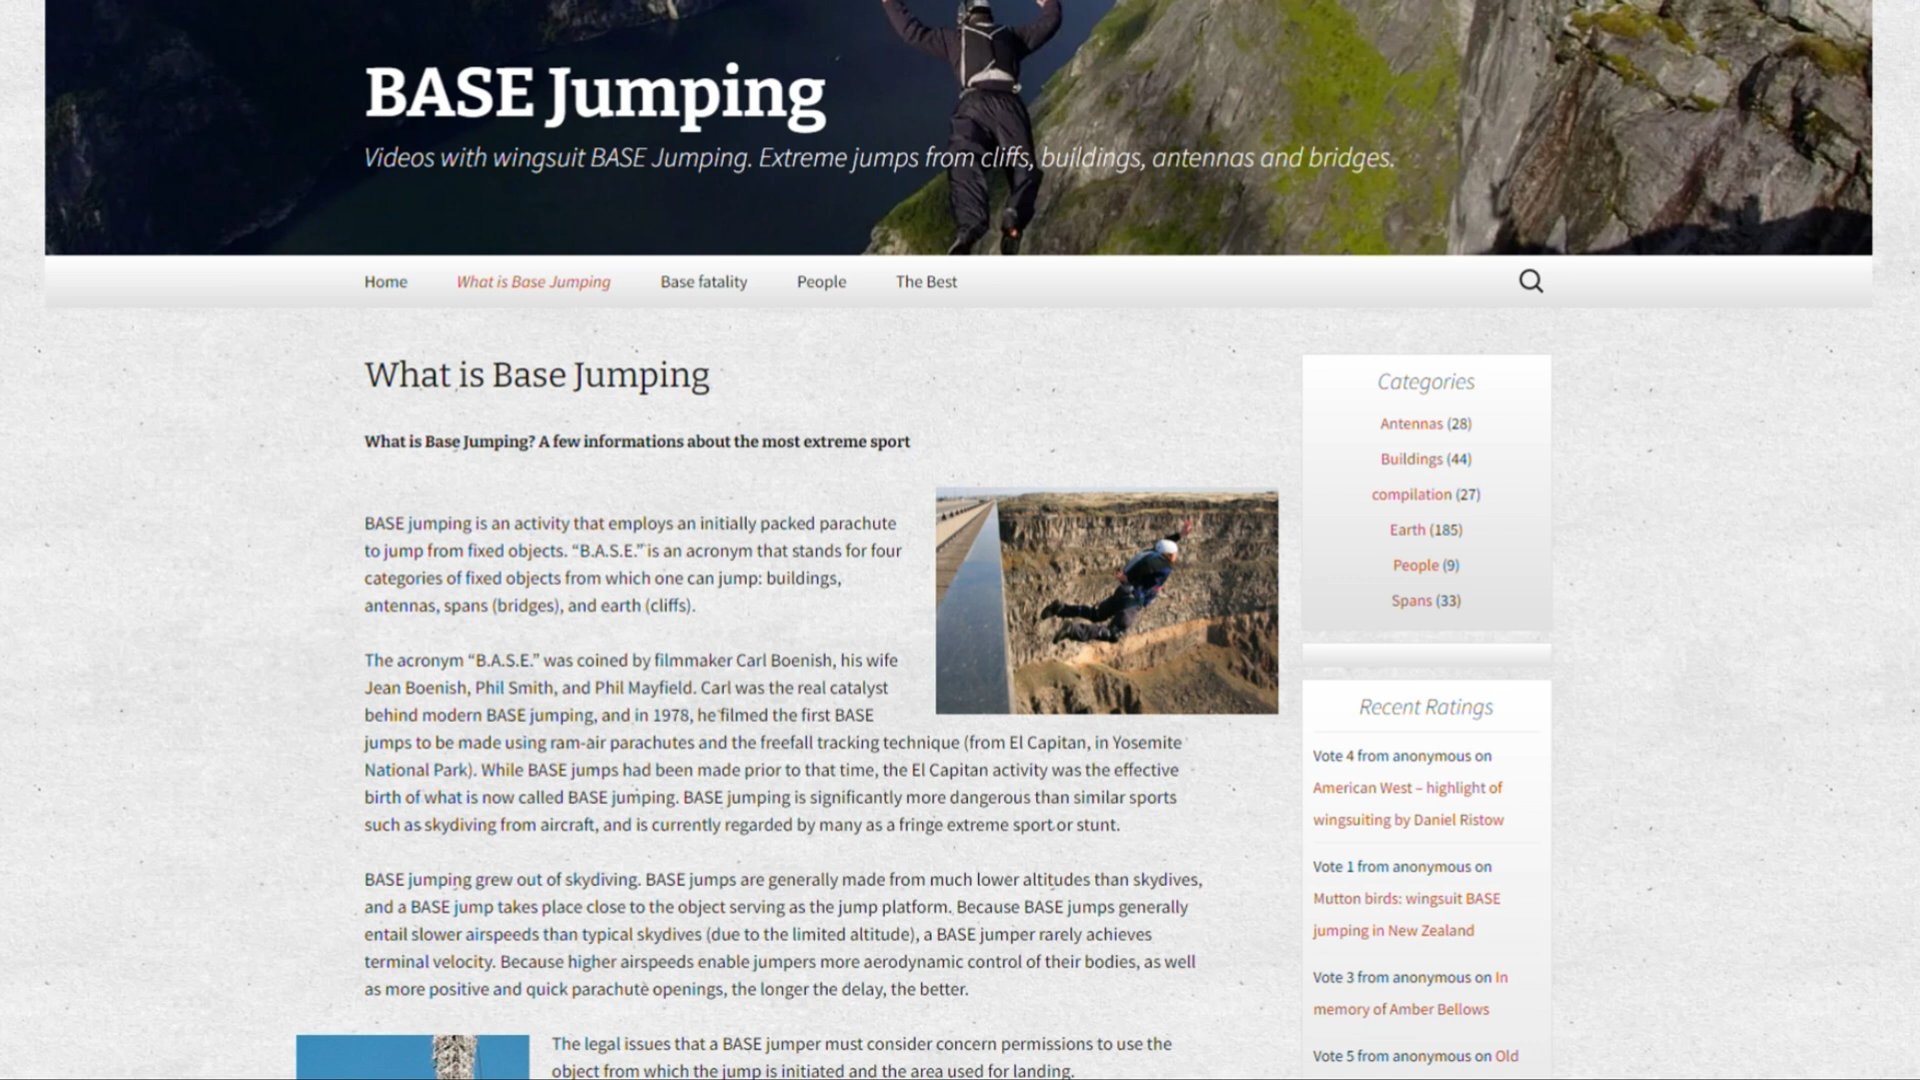 BASE Jumping
Videos with wingsuit BASE Jumping. Extreme jumps from cliffs, buildings, antennas and bridges.
Home What is Base Jumping Base fatality People The Best
What is Base Jumping
What is Base Jumping? A few informations about the most extreme sport
BASE jumping is an activity that employs an initially packed parachute
to jump from fixed objects. “B.A.S.E.” is an acronym that stands for four
categories of fixed objects from which one can jump: buildings,
antennas, spans (bridges), and earth (cliffs).
The acronym “B.A.S.E.” was coined by filmmaker Carl Boenish, his wife
Jean Boenish, Phil Smith, and Phil Mayfield. Carl was the real catalyst
behind modern BASE jumping, and in 1978, he filmed the first BASE
jumps to be made using ram-air parachutes and the freefall tracking technique (from El Capitan, in Yosemite
National Park). While BASE jumps had been made prior to that time, the El Capitan activity was the effective
birth of what is now called BASE jumping. BASE jumping is significantly more dangerous than similar sports
such as skydiving from aircraft, and is currently regarded by many as a fringe extreme sport or stunt.
BASE jumping grew out of skydiving. BASE jumps are generally made from much lower altitudes than skydives,
and a BASE jump takes place close to the object serving as the jump platform. Because BASE jumps generally
entail slower airspeeds than typical skydives (due to the limited altitude), a BASE jumper rarely achieves
terminal velocity. Because higher airspeeds enable jumpers more aerodynamic control of their bodies, as well
as more positive and quick parachute openings, the longer the delay, the better.
The legal issues that a BASE jumper must consider concern permissions to use the
object from which the jump is initiated and the area used for landing.
Categories
Antennas (28)
Buildings (44)
compilation (27)
Earth (185)
People (9)
Spans (33)
Recent Ratings
Vote 4 from anonymous on
American West – highlight of
wingsuiting by Daniel Ristow
Vote 1 from anonymous on
Mutton birds: wingsuit BASE
jumping in New Zealand
Vote 3 from anonymous on In
memory of Amber Bellows
Vote 5 from anonymous on Old